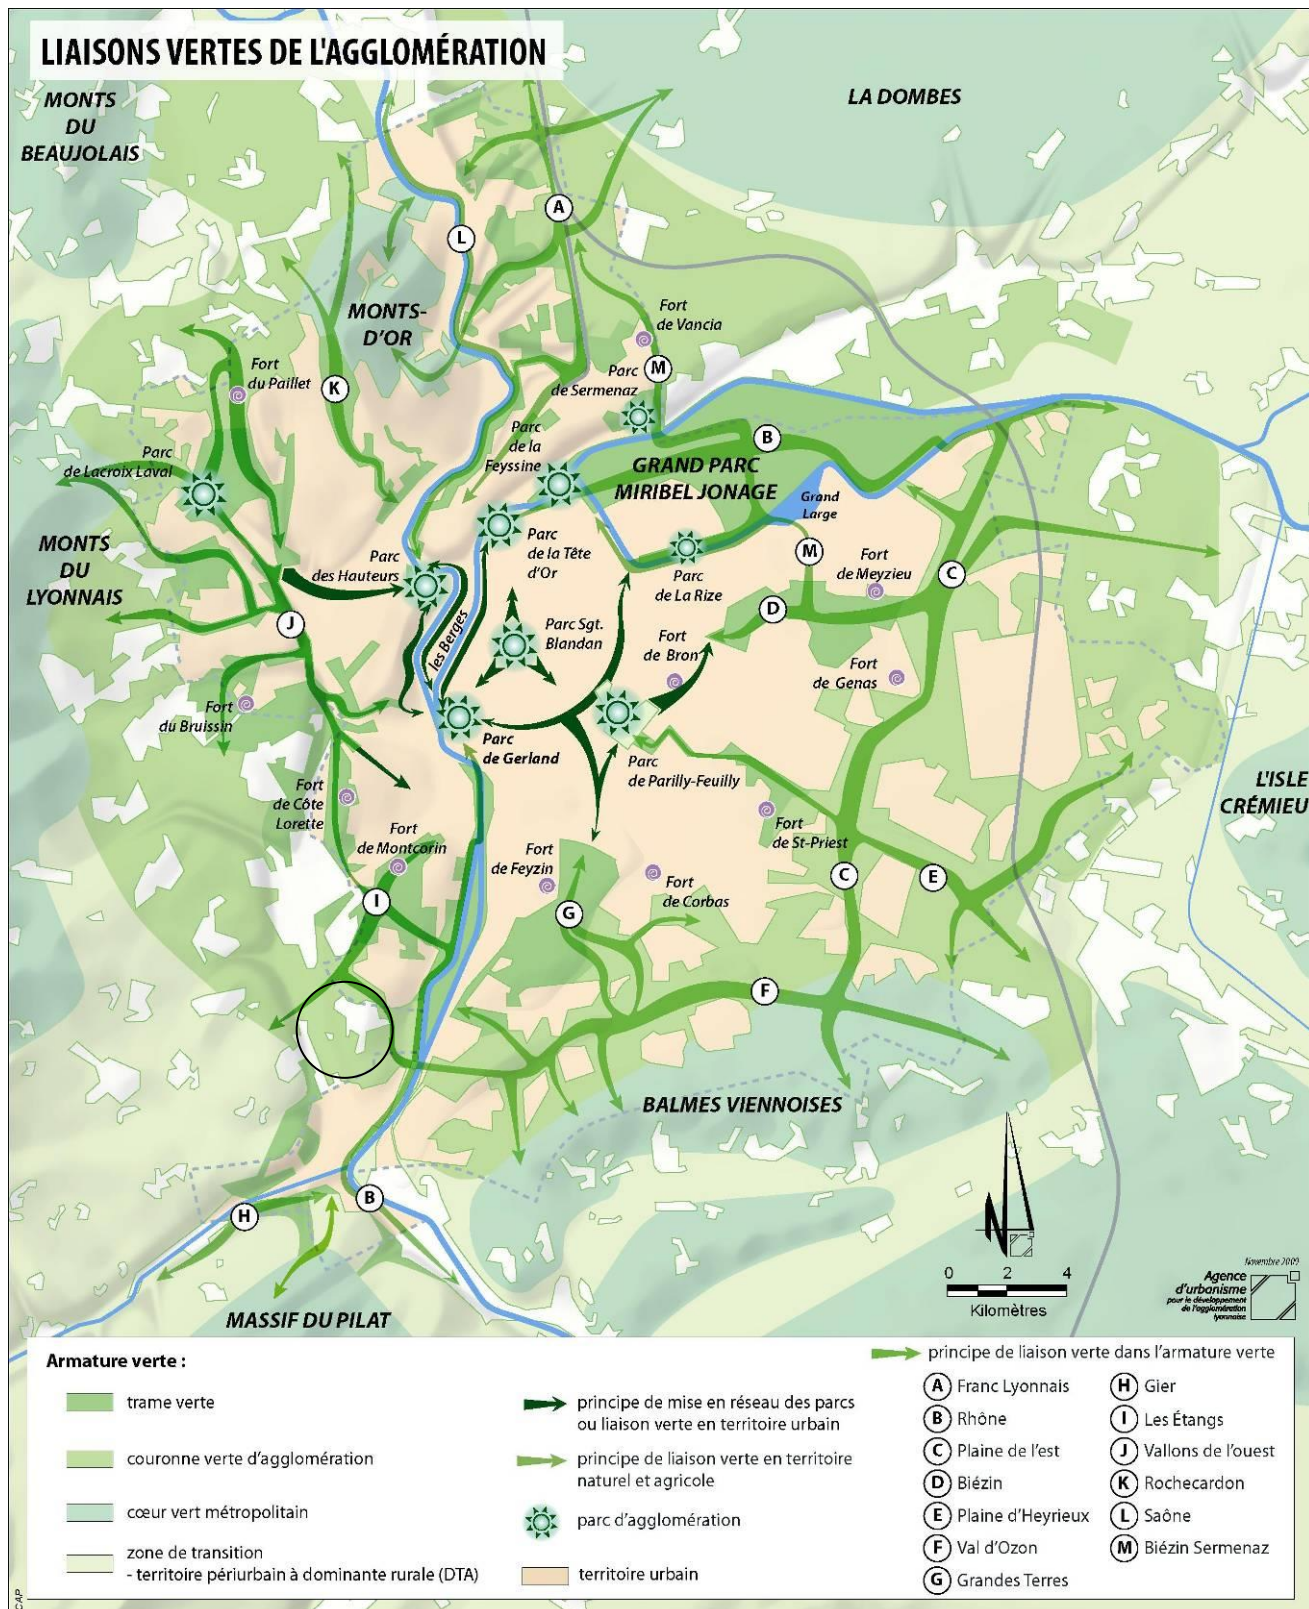 LIAISONS VERTES DE L'AGGLOMÉRATION
MONTS
DU
BEAUJOLAIS
LA DOMBES
A
L
MONTS-
D'OR
Fort
de Vancia
Fort
du Paillet
K
M
Parc
de Sermenaz
Parc
de la
Feyssine
B
Parc
de Lacroix Laval
GRAND PARC
MIRIBEL JONAGE
Grand
Large
MONTS
DU
LYONNAIS
Parc
des Hauteurs
Parc
de la Tête
d'Or
Parc
de La Rize
M
Fort
de Meyzieu
C
D
J
les Berges
Parc Sgt.
Blandan
Fort
de Bron
Fort
de Genas
Fort
du Bruissin
Parc
de Gerland
Parc
de Parilly-Feuilly
L'ISLE
CRÉMIEU
Fort
de Côte
Lorette
Fort
de Montcorin
Fort
de St-Priest
Fort
de Feyzin
Fort
de Corbas
C
E
I
G
F
BALMES VIENNOISES
B
H
MASSIF DU PILAT
N
0 2 4
Kilomètres
Novembre 2009
Agence
d'urbanisme
pour le développement
de l'agglomération
lyonnaise
Armature verte :
trame verte
couronne verte d'agglomération
cœur vert métropolitain
zone de transition
- territoire périurbain à dominante rurale (DTA)
principe de mise en réseau des parcs
ou liaison verte en territoire urbain
principe de liaison verte en territoire
naturel et agricole
parc d'agglomération
territoire urbain
principe de liaison verte dans l'armature verte
A Franc Lyonnais
B Rhône
C Plaine de l'est
D Biézin
E Plaine d'Heyrieux
F Val d'Ozon
G Grandes Terres
H Gier
I Les Étangs
J Vallons de l'ouest
K Rochecardon
L Saône
M Biézin Sermenaz
CAP